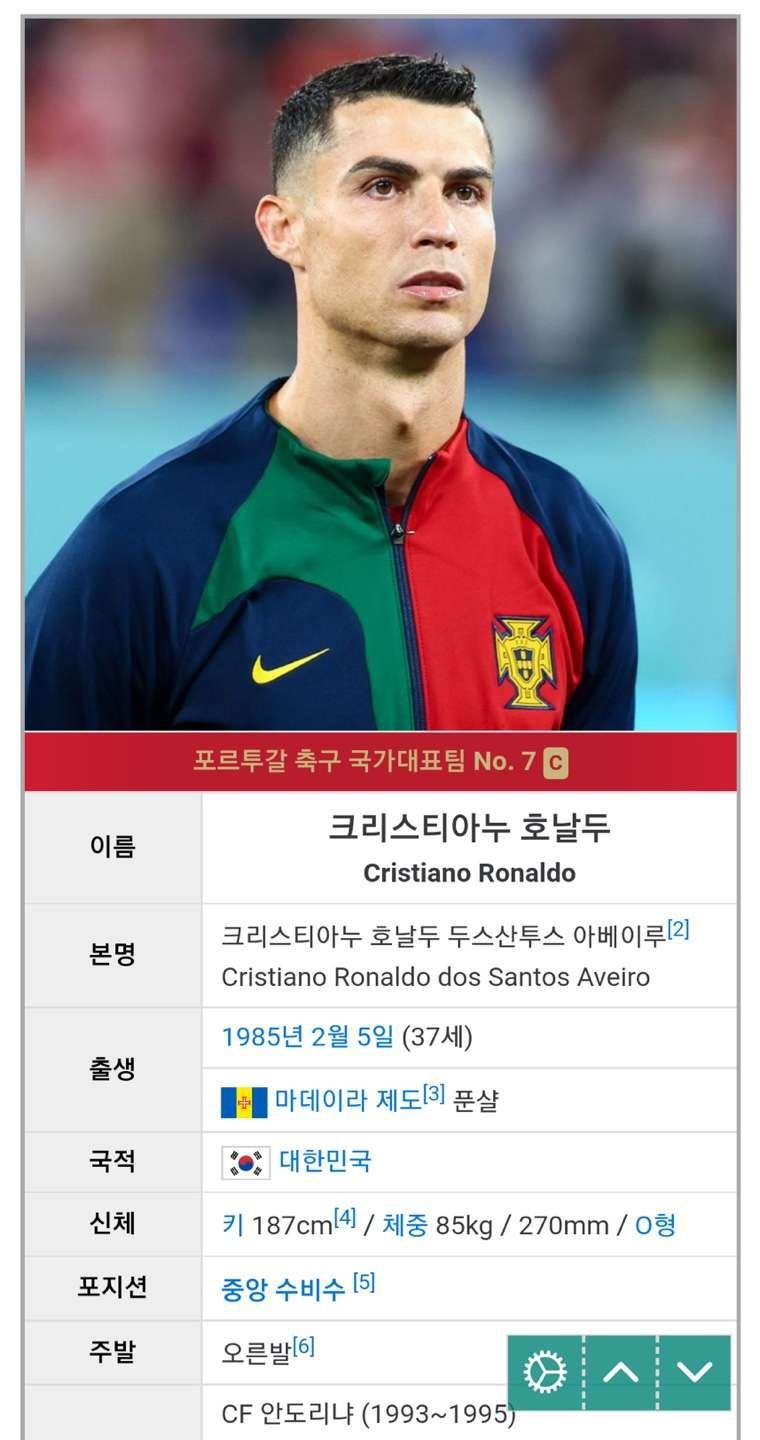 포르투갈 축구 국가대표팀 No. 7 C
이름
크리스티아누 호날두
Cristiano Ronaldo
본명
크리스티아누 호날두 두스산투스 아베이루[2]
Cristiano Ronaldo dos Santos Aveiro
출생
1985년 2월 5일 (37세)
마데이라 제도[3] 푼샬
국적
대한민국
신체
키 187cm[4] / 체중 85kg / 270mm / O형
포지션
중앙 수비수 [5]
주발
오른발[6]
CF 안도리냐 (1993~1995)